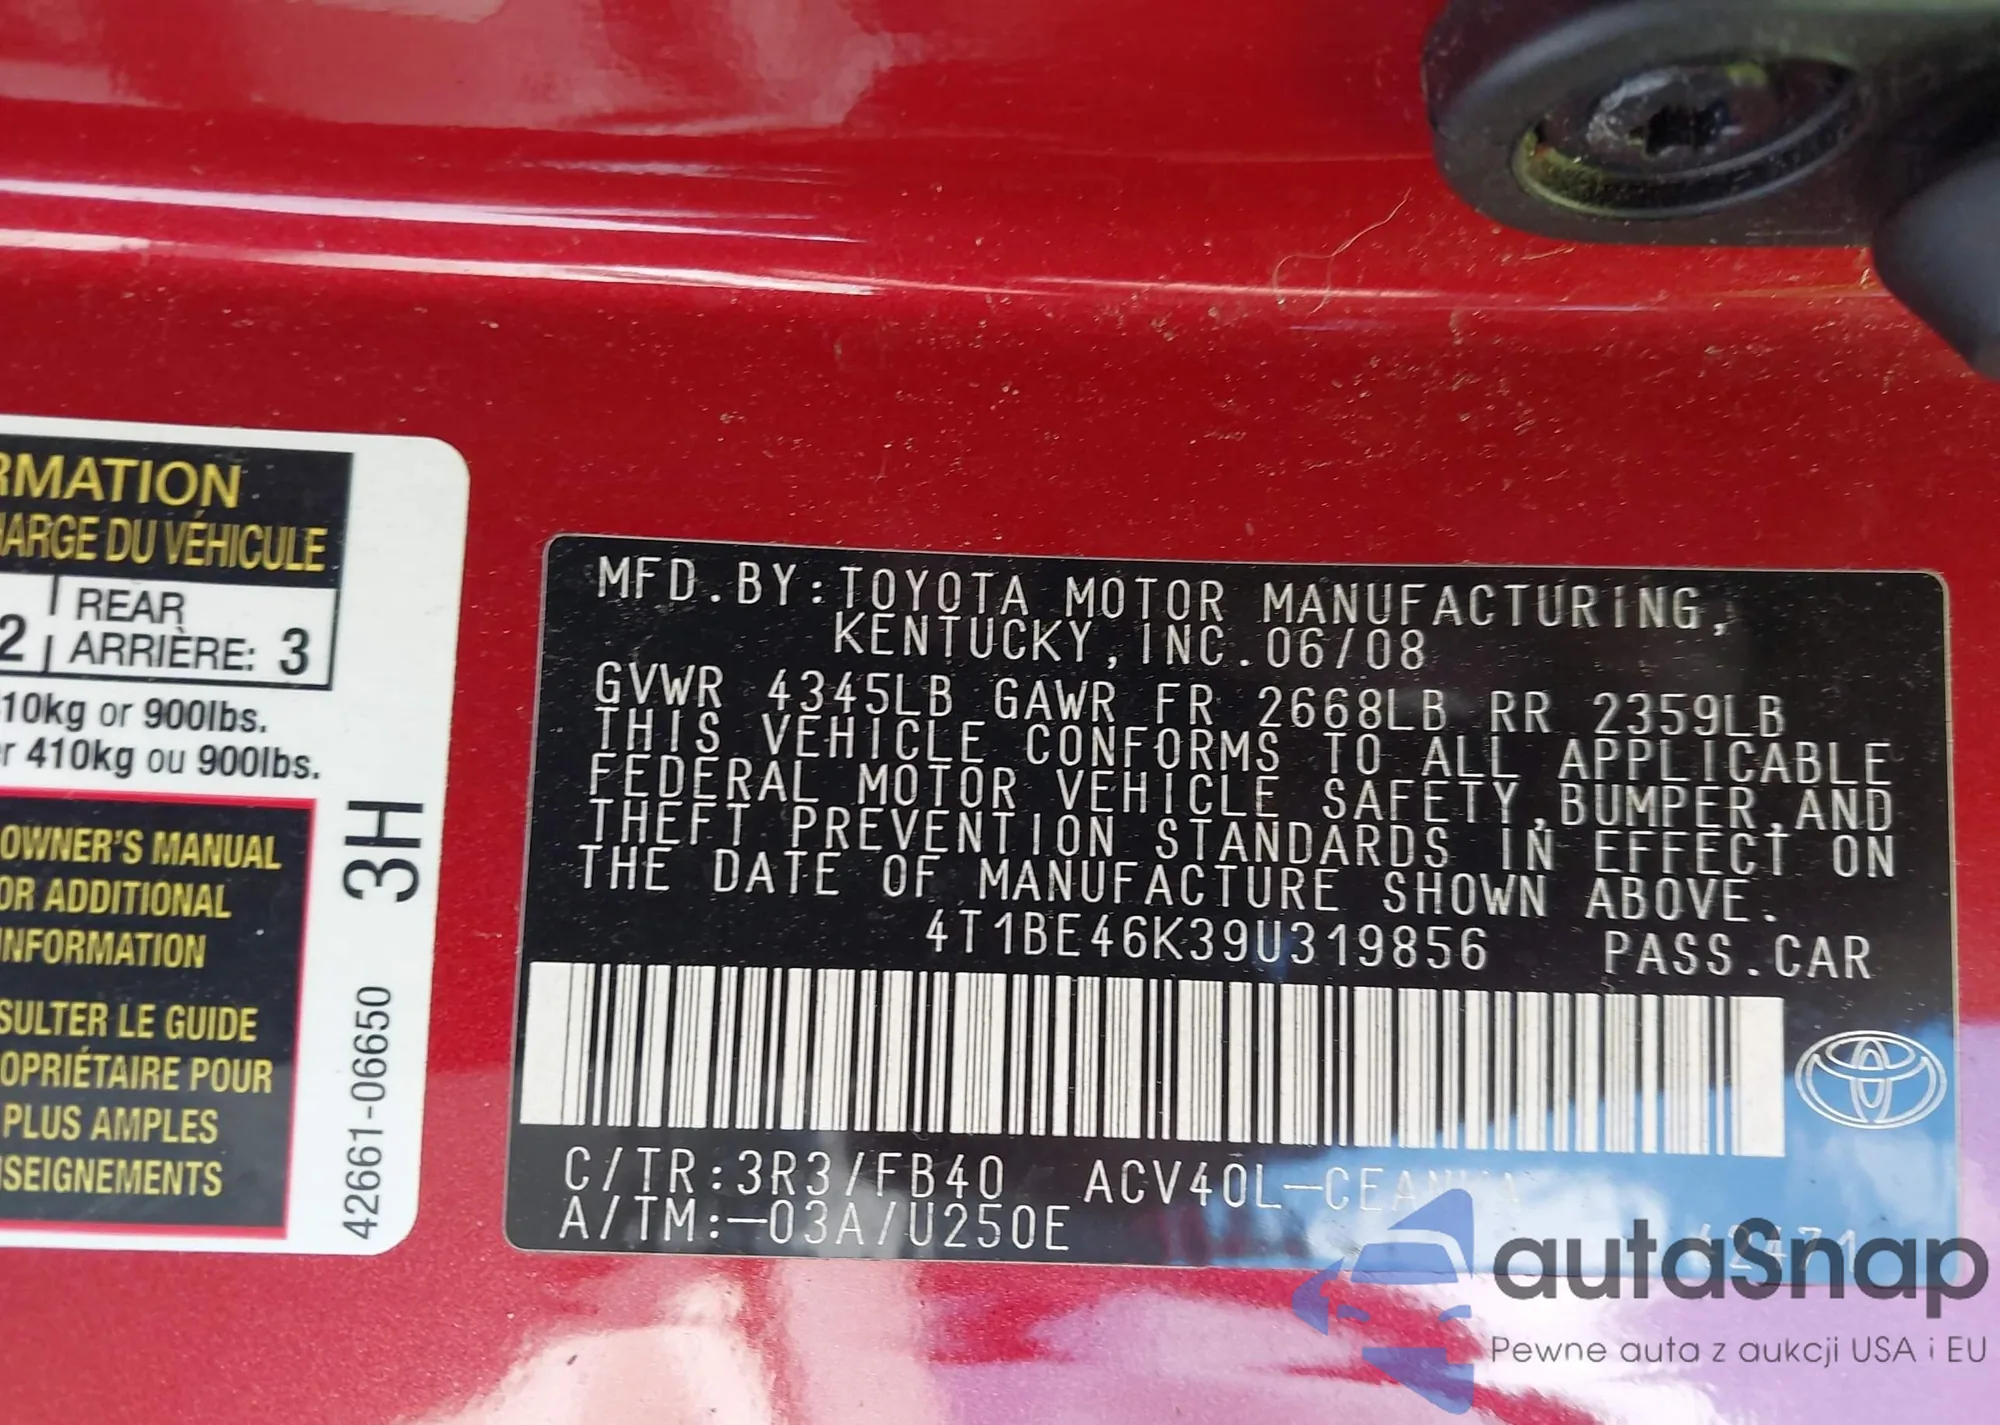 RMATION
HARGE DU VÉHICULE
2 REAR
ARRIÈRE: 3
10kg or 900lbs.
r 410kg ou 900lbs.
OWNER'S MANUAL
OR ADDITIONAL
INFORMATION
SULTER LE GUIDE
OPRIÉTAIRE POUR
PLUS AMPLES
SEIGNEMENTS
3H
42661-06650
MFD.BY:TOYOTA MOTOR MANUFACTURING,
KENTUCKY,INC.06/08
GVWR 4345LB GAWR FR 2668LB RR 2359LB
THIS VEHICLE CONFORMS TO ALL APPLICABLE
FEDERAL MOTOR VEHICLE SAFETY,BUMPER,AND
THEFT PREVENTION STANDARDS IN EFFECT ON
THE DATE OF MANUFACTURE SHOWN ABOVE.
4T1BE46K39U319856 PASS.CAR
C/TR:3R3/FB40
A/TM:-03A/U250E
autaSnap
Pewne auta z aukcji USA i EU